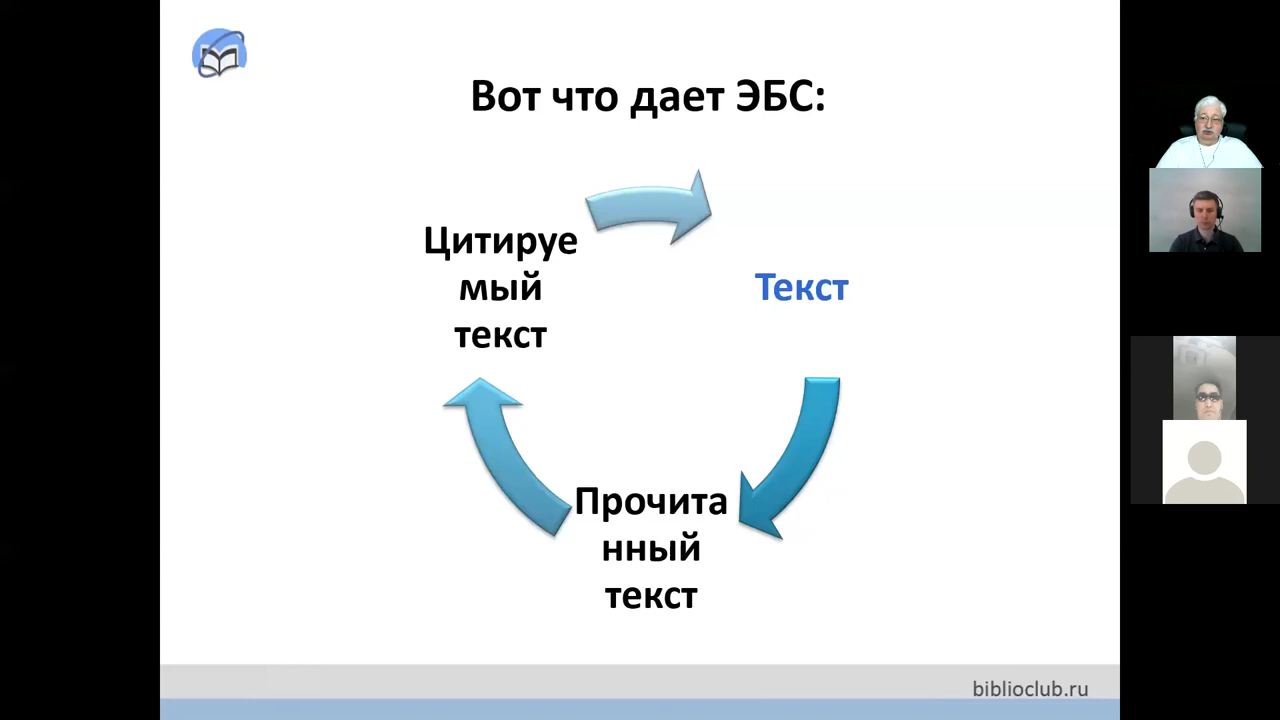 Вот что дает ЭБС:
Цитируе
мый
текст
Текст
Прочита
нный
текст
biblioclub.ru